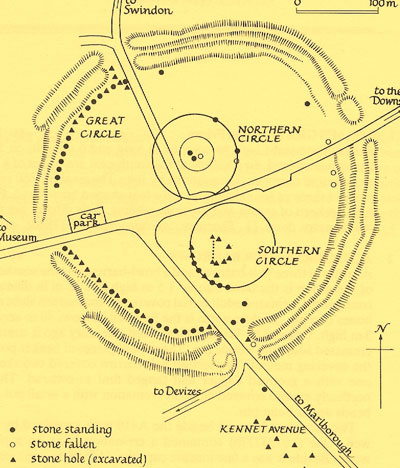 to
Swindon
0
100m
to the
Downs
GREAT
CIRCLE
NORTHERN
CIRCLE
car
park
to
Museum
SOUTHERN
CIRCLE
N
to Devizes
to Marlborough
KENNET AVENUE
stone standing
stone fallen
stone hole (excavated)